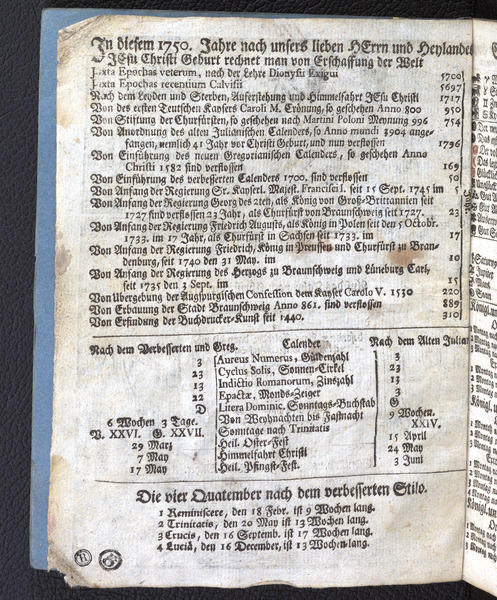 In diesem 1750. Jahre nach unsers lieben HErrn und Heylandes
JEsu Christi Geburt rechnet man von Erschaffung der Welt
Juxta Epochas veterum, nach der Lehre Dionysii Exigui 5700
Juxta Epocham recentium Calvisii 5697
Nach dem Leyden und Sterben, Auferstehung und Himmelfahrt JEsu Christi 1717
Von des ersten Teutschen Kaysers Caroli M. Crönung, so geschehen Anno 800 950
Von Stiftung der Churfürsten, so geschehen nach Martini Poloni Meynung 996 754
Von Anordnung des alten Julianischen Calenders, so Anno mundi 3904 ange-
fangen, nemlich 41 Jahr vor Christi Geburt, und nun verflossen 1796
Von Einführung des neuen Gregorianischen Calenders, so geschehen Anno
Christi 1582 sind verflossen 169
Von Einführung des verbesserten Calenders 1700. sind verflossen 50
Von Anfang der Regierung Sr. Kayserl. Majest. Francisci I. seit 15 Sept. 1745 im 5
Von Anfang der Regierung Georg des 2ten, als König von Groß-Brittannien seit
1727 sind verflossen 23 Jahr, als Churfürst von Braunschweig seit 1727. 23
Von Anfang der Regierung Friedrich Augusts, als König in Polen seit den 5 Octobr.
1733. im 17 Jahr, als Churfürst in Sachsen seit 1733. im 17
Von Anfang der Regierung Friedrich, König in Preussen und Churfürst zu Bran-
denburg, seit 1740 den 31 May. im 10
Von Anfang der Regierung des Herzogs zu Braunschweig und Lüneburg Carl,
seit 1735 den 3 Sept. im 15
Von Ubergebung der Augspurgischen Confession dem Kayser Carolo V. 1530 220
Von Erbauung der Stadt Braunschweig Anno 861. sind verflossen 889
Von Erfindung der Buchdrucker-Kunst seit 1440. 310
Nach dem Verbesserten und Greg. Calender Nach dem Alten Julian
3 Aureus Numerus, Güldenzahl 3
23 Cyclus Solis, Sonnen-Cirkel 23
13 Indictio Romanorum, Zinszahl 13
22 Epactæ, Monds-Zeiger 3
D Litera Dominic. Sonntags-Buchstab G
6 Wochen 3 Tage. Von Weynachten bis Fastnacht 9 Wochen.
V. XXVI. G. XXVII. Sonntage nach Trinitatis XXIV.
29 Marz Heil. Oster-Fest 15 April
7 May Himmelfahrt Christi 24 May
17 May Heil. Pfingst-Fest. 3 Juni
Die vier Quatember nach dem verbesserten Stilo.
1 Reminiscere, den 18 Febr. ist 9 Wochen lang.
2 Trinitatis, den 20 May ist 13 Wochen lang.
3 Crucis, den 16 Septemb. ist 17 Wochen lang.
4 Luciä, den 16 December, ist 13 Wochen lang.